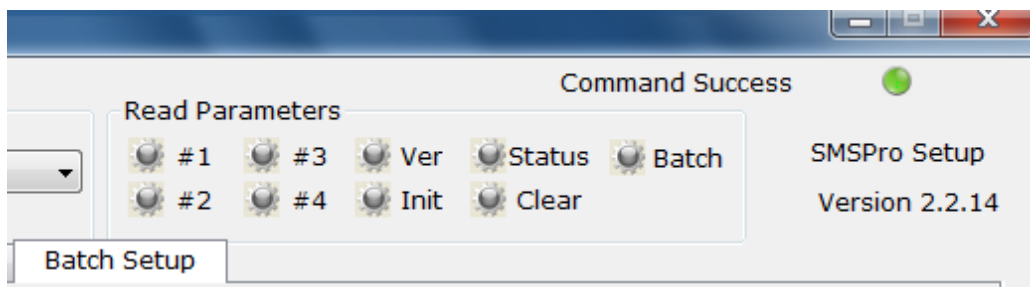 Command Success
Read Parameters
#1 #3 Ver Status Batch
#2 #4 Init Clear
SMSPro Setup
Version 2.2.14
Batch Setup